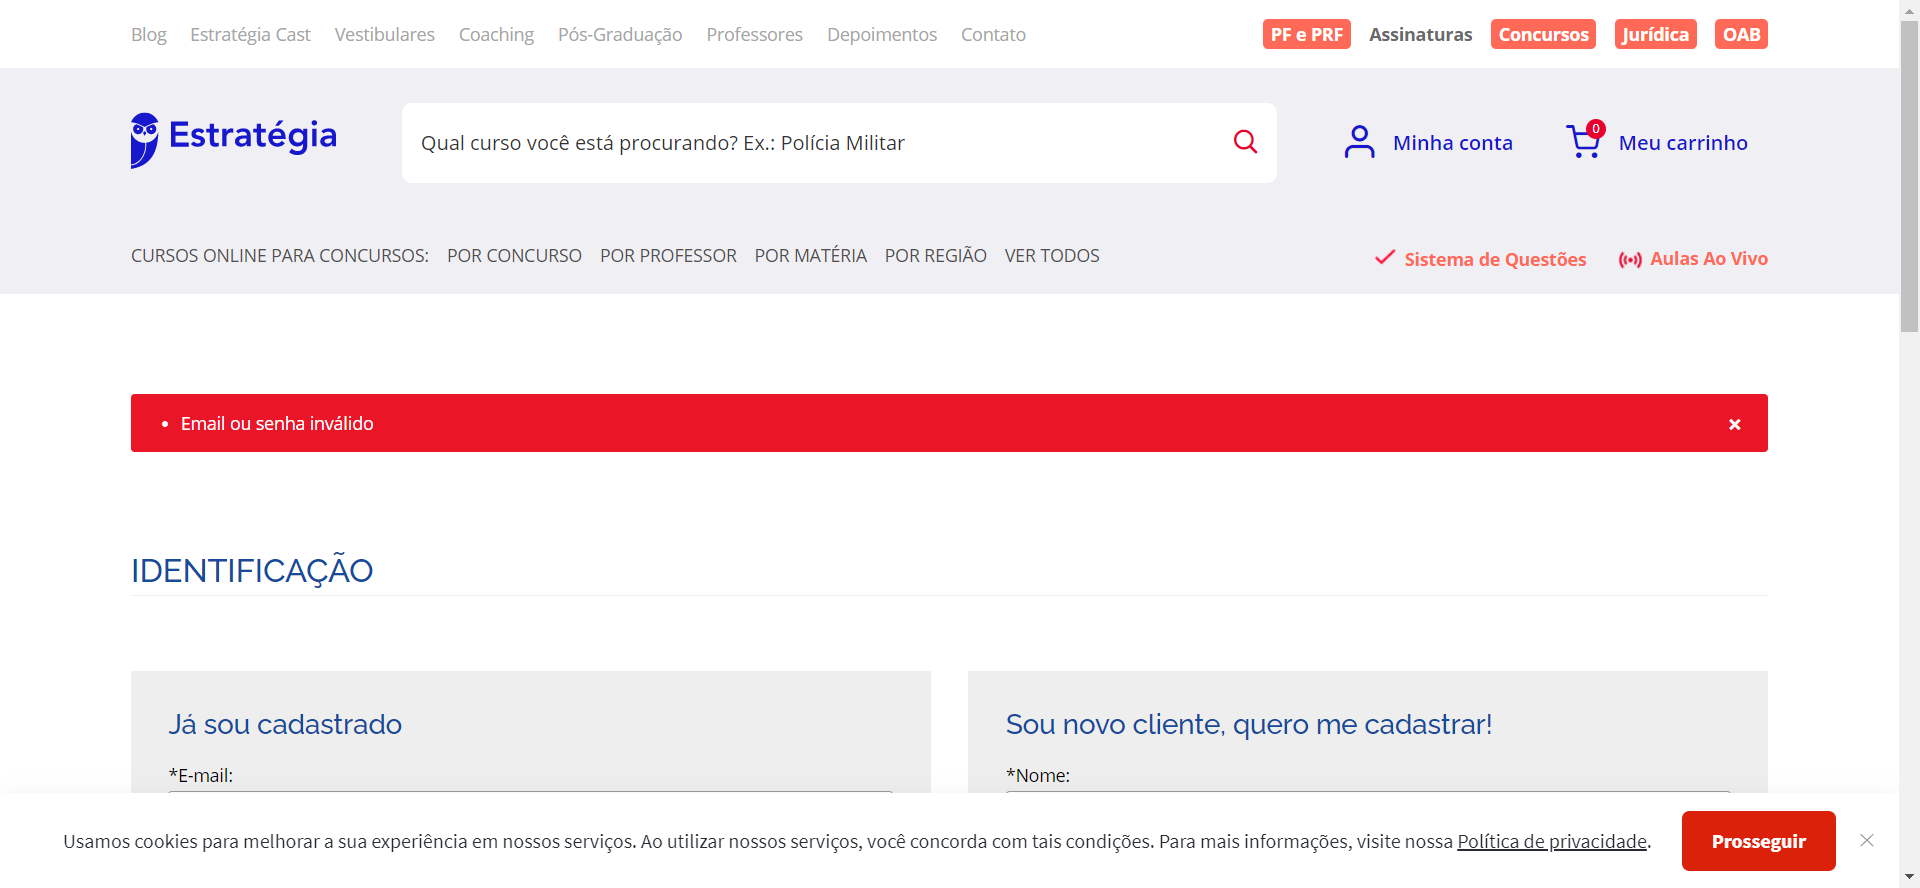 Blog Estratégia Cast Vestibulares Coaching Pós-Graduação Professores Depoimentos Contato PF e PRF Assinaturas Concursos Jurídica OAB
Estratégia Qual curso você está procurando? Ex.: Polícia Militar Minha conta 0 Meu carrinho
CURSOS ONLINE PARA CONCURSOS: POR CONCURSO POR PROFESSOR POR MATÉRIA POR REGIÃO VER TODOS Sistema de Questões Aulas Ao Vivo
• Email ou senha inválido ×
IDENTIFICAÇÃO
Já sou cadastrado
*E-mail:
Sou novo cliente, quero me cadastrar!
*Nome:
Usamos cookies para melhorar a sua experiência em nossos serviços. Ao utilizar nossos serviços, você concorda com tais condições. Para mais informações, visite nossa Política de privacidade. Prosseguir